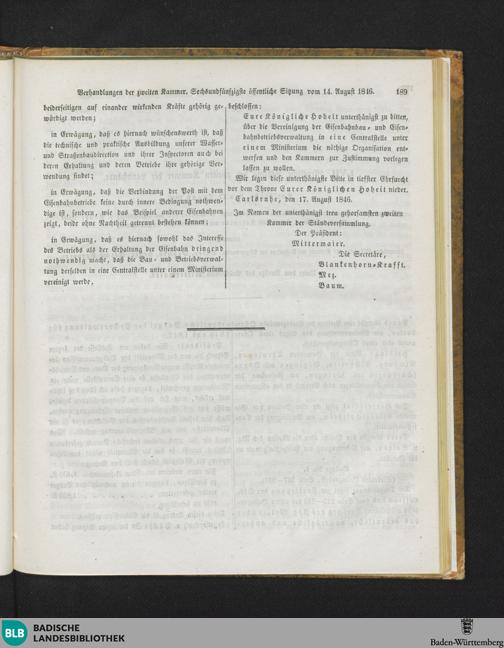 Verhandlungen der zweiten Kammer. Sechsundfünfzigste öffentliche Sitzung vom 14. August 1846. 189
beiderseitigen auf einander wirkenden Kräfte gehörig ge-
würdigt werden;
in Erwägung, daß es hiernach wünschenswerth ist, daß
die technische und praktische Ausbildung unserer Wasser-
und Straßenbaudirection und ihrer Inspectoren auch bei
deren Erhaltung und deren Betriebe ihre gehörige Ver-
wendung findet;
in Erwägung, daß die Verbindung der Post mit dem
Eisenbahnbetriebe keine durch innere Bedingung nothwen-
dige ist, sondern, wie das Beispiel anderer Eisenbahnen
zeigt, beide ohne Nachtheil getrennt bestehen können;
in Erwägung, daß es hiernach sowohl das Interesse
des Betriebs als der Erhaltung der Eisenbahn dringend
nothwendig macht, daß die Bau- und Betriebsverwal-
tung derselben in eine Centralstelle unter einem Ministerium
vereinigt werde,
beschlossen:
Eure Königliche Hoheit unterthänigst zu bitten,
über die Vereinigung der Eisenbahnbau- und Eisen-
bahnbetriebsverwaltung in eine Centralstelle unter
einem Ministerium die nöthige Organisation ent-
werfen und den Kammern zur Zustimmung vorlegen
lassen zu wollen.
Wir legen diese unterthänigste Bitte in tiefster Ehrfurcht
vor dem Throne Eurer Königlichen Hoheit nieder.
Carlsruhe, den 17. August 1846.
Im Namen der unterthänigst treu gehorsamsten zweiten
Kammer der Ständeversammlung.
Der Präsident:
Mittermaier.
Die Secretäre,
Blankenhorn-Krafft.
Mez.
Baum.
BLB BADISCHE
LANDESBIBLIOTHEK
Baden-Württemberg